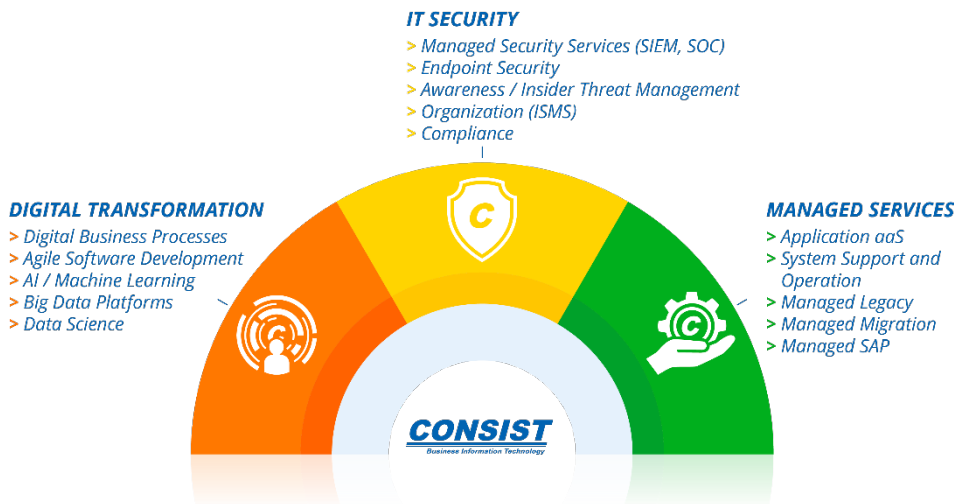 IT SECURITY
> Managed Security Services (SIEM, SOC)
> Endpoint Security
> Awareness / Insider Threat Management
> Organization (ISMS)
> Compliance
DIGITAL TRANSFORMATION
> Digital Business Processes
> Agile Software Development
> AI / Machine Learning
> Big Data Platforms
> Data Science
MANAGED SERVICES
> Application aaS
> System Support and
Operation
> Managed Legacy
> Managed Migration
> Managed SAP
C
C
C
CONSIST
Business Information Technology